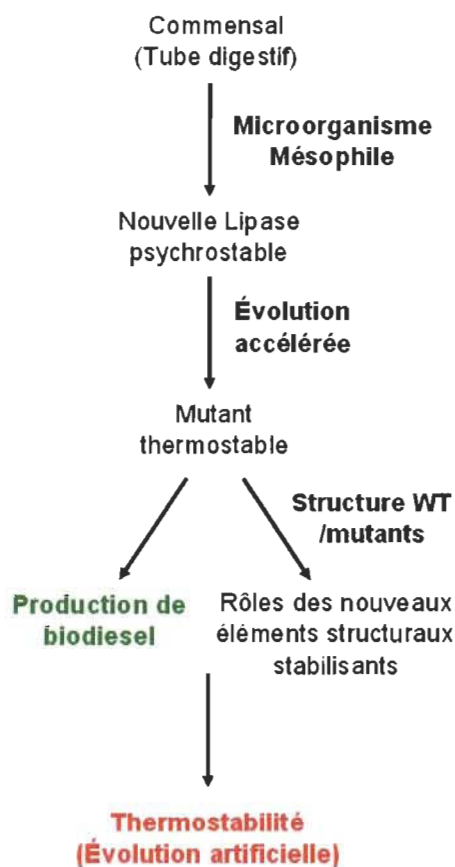 Commensal
(Tube digestif)
Microorganisme
Mésophile
Nouvelle Lipase
psychrostable
Évolution
accélérée
Mutant
thermostable
Structure WT
/mutants
Production de
biodiesel
Rôles des nouveaux
éléments structuraux
stabilisants
Thermostabilité
(Évolution artificielle)